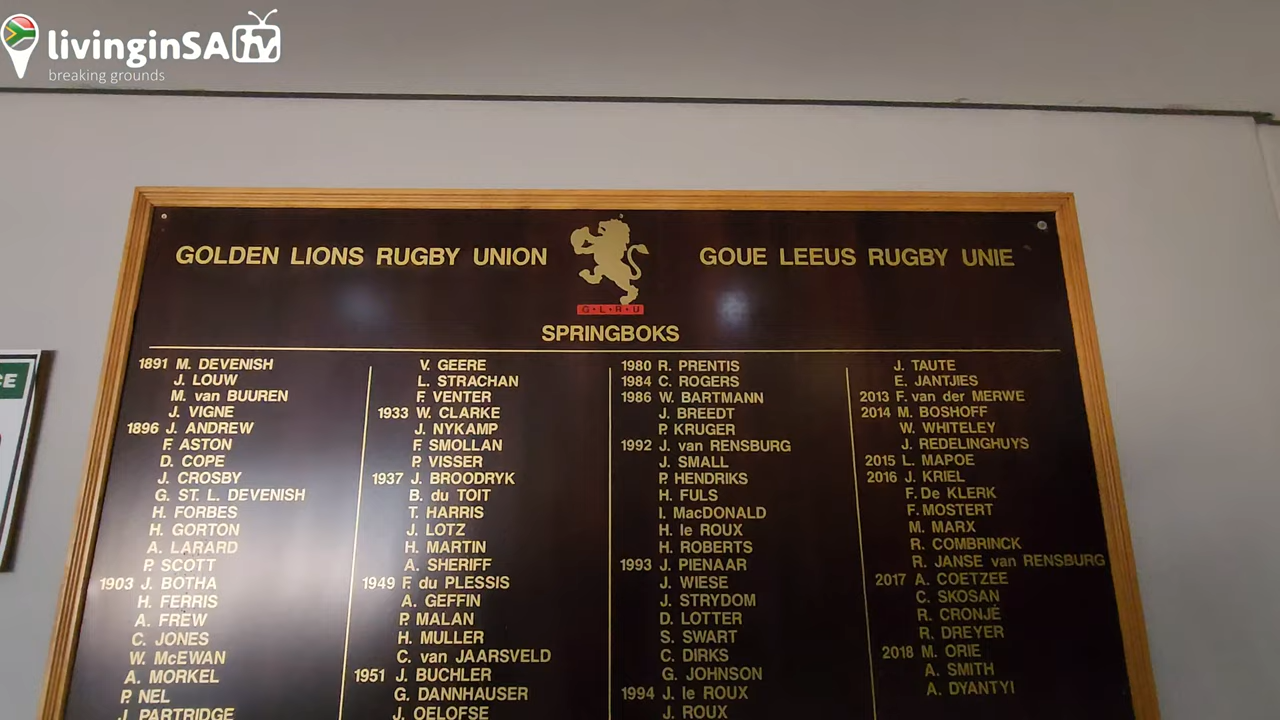 livinginSA tv
breaking grounds
CE
GOLDEN LIONS RUGBY UNION
GOUE LEEUS RUGBY UNIE
G·L·R·U
SPRINGBOKS
1891 M. DEVENISH
J. LOUW
M. van BUUREN
J. VIGNE
1896 J. ANDREW
F. ASTON
D. COPE
J. CROSBY
G. ST. L. DEVENISH
H. FORBES
H. GORTON
A. LARARD
P. SCOTT
1903 J. BOTHA
H. FERRIS
A. FREW
C. JONES
W. McEWAN
A. MORKEL
P. NEL
J. PARTRIDGE
V. GEERE
L. STRACHAN
F. VENTER
1933 W. CLARKE
J. NYKAMP
F. SMOLLAN
P. VISSER
1937 J. BROODRYK
B. du TOIT
T. HARRIS
J. LOTZ
H. MARTIN
A. SHERIFF
1949 F. du PLESSIS
A. GEFFIN
P. MALAN
H. MULLER
C. van JAARSVELD
1951 J. BUCHLER
G. DANNHAUSER
J. OELOFSE
1980 R. PRENTIS
1984 C. ROGERS
1986 W. BARTMANN
J. BREEDT
P. KRUGER
1992 J. van RENSBURG
J. SMALL
P. HENDRIKS
H. FULS
I. MacDONALD
H. le ROUX
H. ROBERTS
1993 J. PIENAAR
J. WIESE
J. STRYDOM
D. LOTTER
S. SWART
C. DIRKS
G. JOHNSON
1994 J. le ROUX
J. ROUX
J. TAUTE
E. JANTJIES
2013 F. van der MERWE
2014 M. BOSHOFF
W. WHITELEY
J. REDELINGHUYS
2015 L. MAPOE
2016 J. KRIEL
F. De KLERK
F. MOSTERT
M. MARX
R. COMBRINCK
R. JANSE van RENSBURG
2017 A. COETZEE
C. SKOSAN
R. CRONJÉ
R. DREYER
2018 M. ORIE
A. SMITH
A. DYANTYI